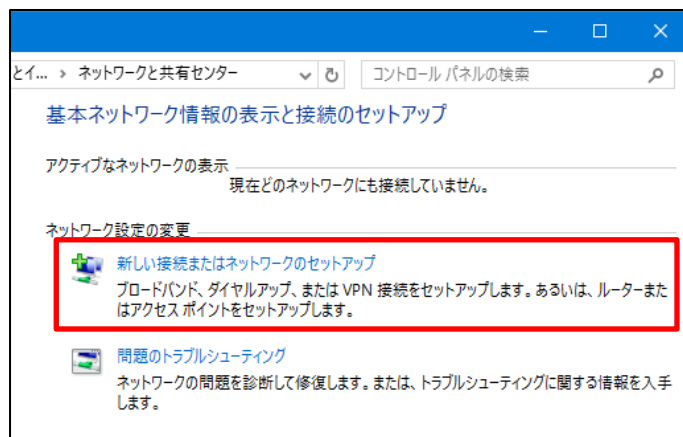 とイ... › ネットワークと共有センター
コントロール パネルの検索
基本ネットワーク情報の表示と接続のセットアップ
アクティブなネットワークの表示
現在どのネットワークにも接続していません。
ネットワーク設定の変更
新しい接続またはネットワークのセットアップ
ブロードバンド、ダイヤルアップ、または VPN 接続をセットアップします。あるいは、ルーターまた
はアクセス ポイントをセットアップします。
問題のトラブルシューティング
ネットワークの問題を診断して修復します。または、トラブルシューティングに関する情報を入手
します。